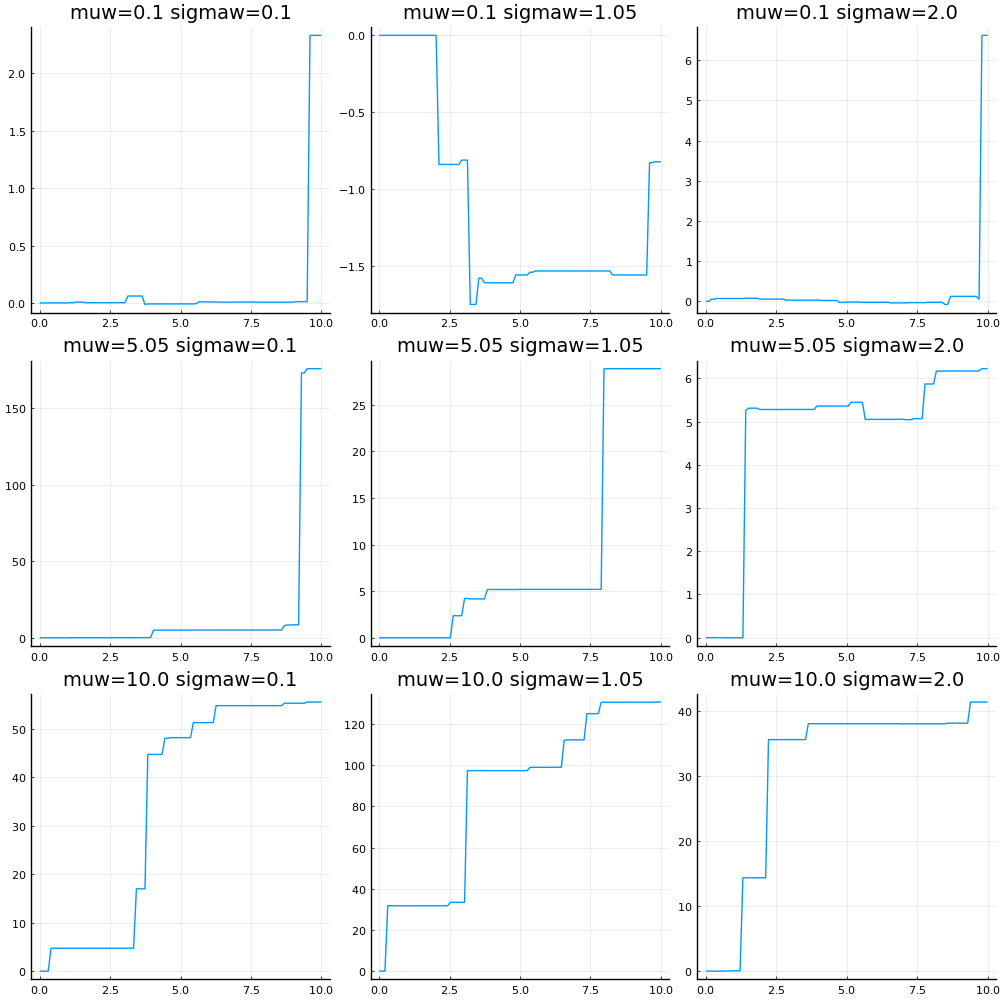 muw=0.1 sigmaw=0.1
2.0
1.5
1.0
0.5
0.0
0.0 2.5 5.0 7.5 10.0
muw=0.1 sigmaw=1.05
0.0
−0.5
−1.0
−1.5
0.0 2.5 5.0 7.5 10.0
muw=0.1 sigmaw=2.0
6
5
4
3
2
1
0
0.0 2.5 5.0 7.5 10.0
muw=5.05 sigmaw=0.1
150
100
50
0
0.0 2.5 5.0 7.5 10.0
muw=5.05 sigmaw=1.05
25
20
15
10
5
0
0.0 2.5 5.0 7.5 10.0
muw=5.05 sigmaw=2.0
6
5
4
3
2
1
0
0.0 2.5 5.0 7.5 10.0
muw=10.0 sigmaw=0.1
50
40
30
20
10
0
0.0 2.5 5.0 7.5 10.0
muw=10.0 sigmaw=1.05
120
100
80
60
40
20
0
0.0 2.5 5.0 7.5 10.0
muw=10.0 sigmaw=2.0
40
30
20
10
0
0.0 2.5 5.0 7.5 10.0